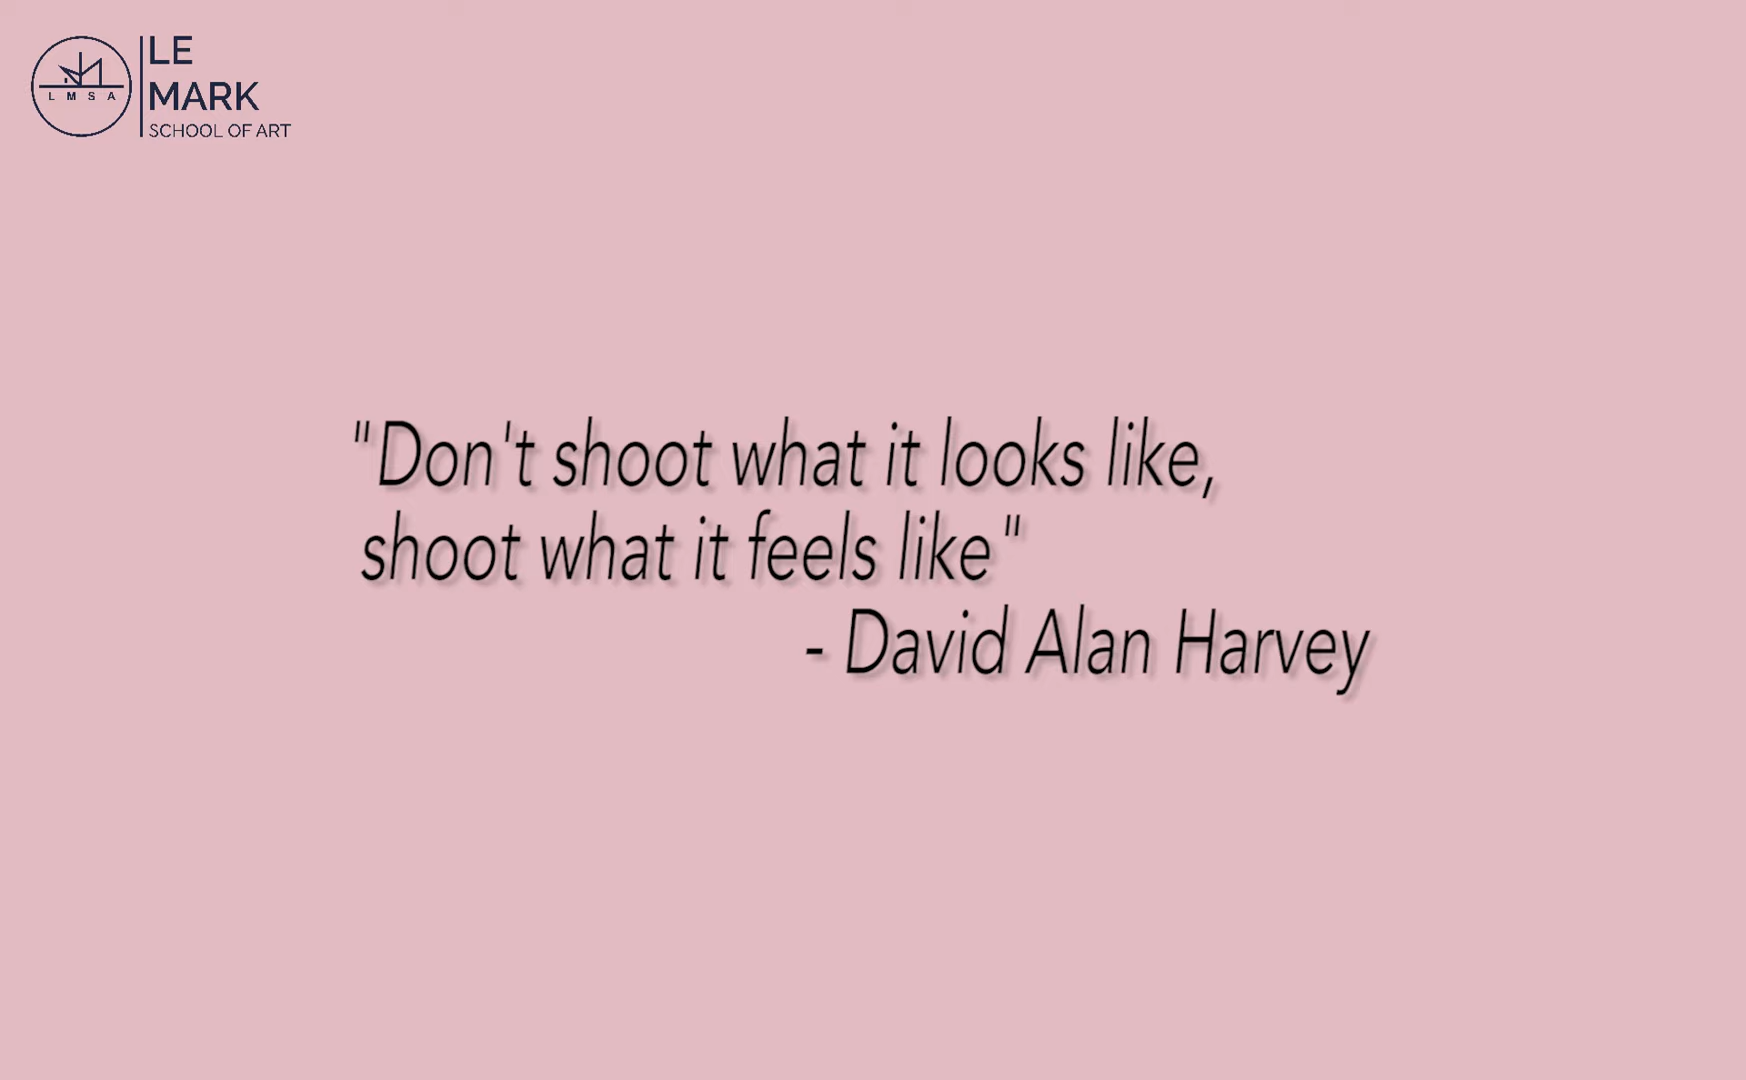 LE
MARK
SCHOOL OF ART
L M S A
"Don't shoot what it looks like,
shoot what it feels like"
- David Alan Harvey